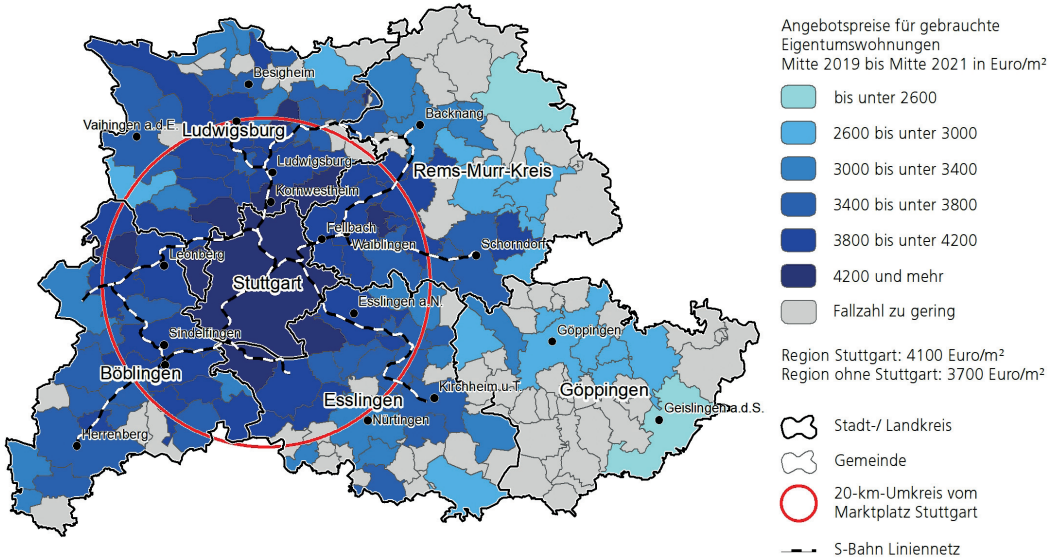 Besigheim
Backnang
Vaihingen a.d.E.
Ludwigsburg
Ludwigsburg
Rems-Murr-Kreis
Kornwestheim
Fellbach
Waiblingen
Schorndorf
Leonberg
Stuttgart
Esslingen a.N.
Göppingen
Sindelfingen
Böblingen
Kirchheim u.T.
Göppingen
Esslingen
Geislingen a.d.S.
Nürtingen
Herrenberg
Angebotspreise für gebrauchte
Eigentumswohnungen
Mitte 2019 bis Mitte 2021 in Euro/m²
bis unter 2600
2600 bis unter 3000
3000 bis unter 3400
3400 bis unter 3800
3800 bis unter 4200
4200 und mehr
Fallzahl zu gering
Region Stuttgart: 4100 Euro/m²
Region ohne Stuttgart: 3700 Euro/m²
Stadt-/ Landkreis
Gemeinde
20-km-Umkreis vom
Marktplatz Stuttgart
S-Bahn Liniennetz